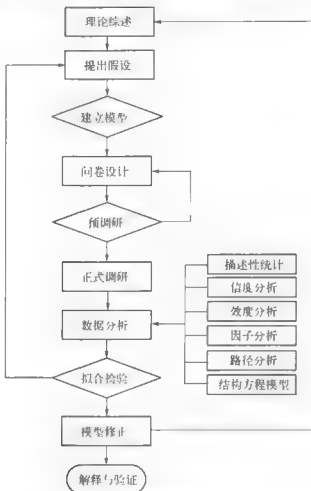 理论综述
提出假设
建立模型
问卷设计
预调研
正式调研
数据分析
描述性统计
信度分析
效度分析
因子分析
路径分析
结构方程模型
拟合检验
模型修正
解释与验证